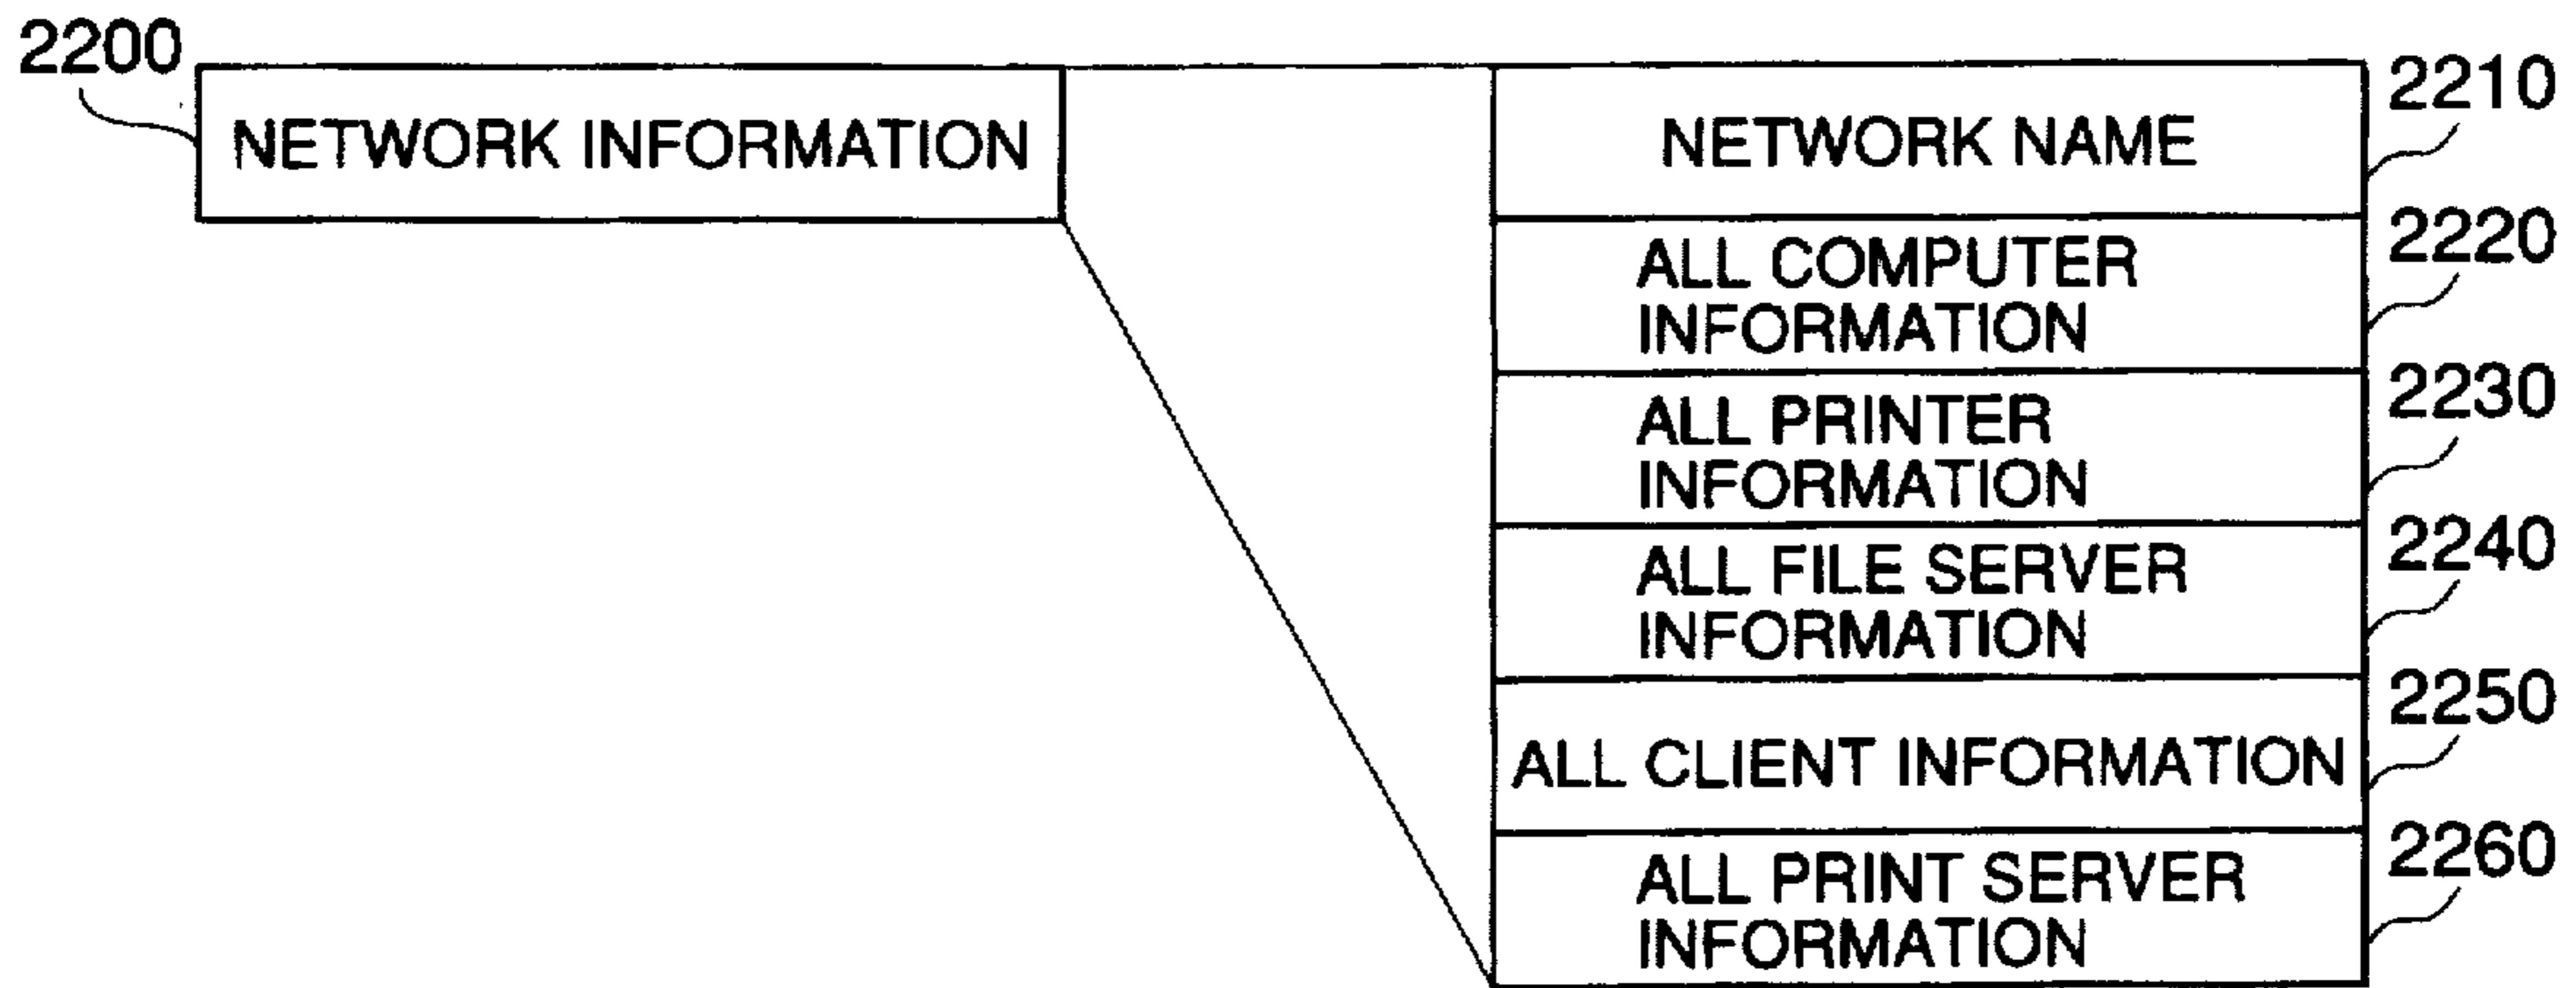 2200
NETWORK INFORMATION
NETWORK NAME
2210
ALL COMPUTER
INFORMATION
2220
ALL PRINTER
INFORMATION
2230
ALL FILE SERVER
INFORMATION
2240
ALL CLIENT INFORMATION
2250
ALL PRINT SERVER
INFORMATION
2260